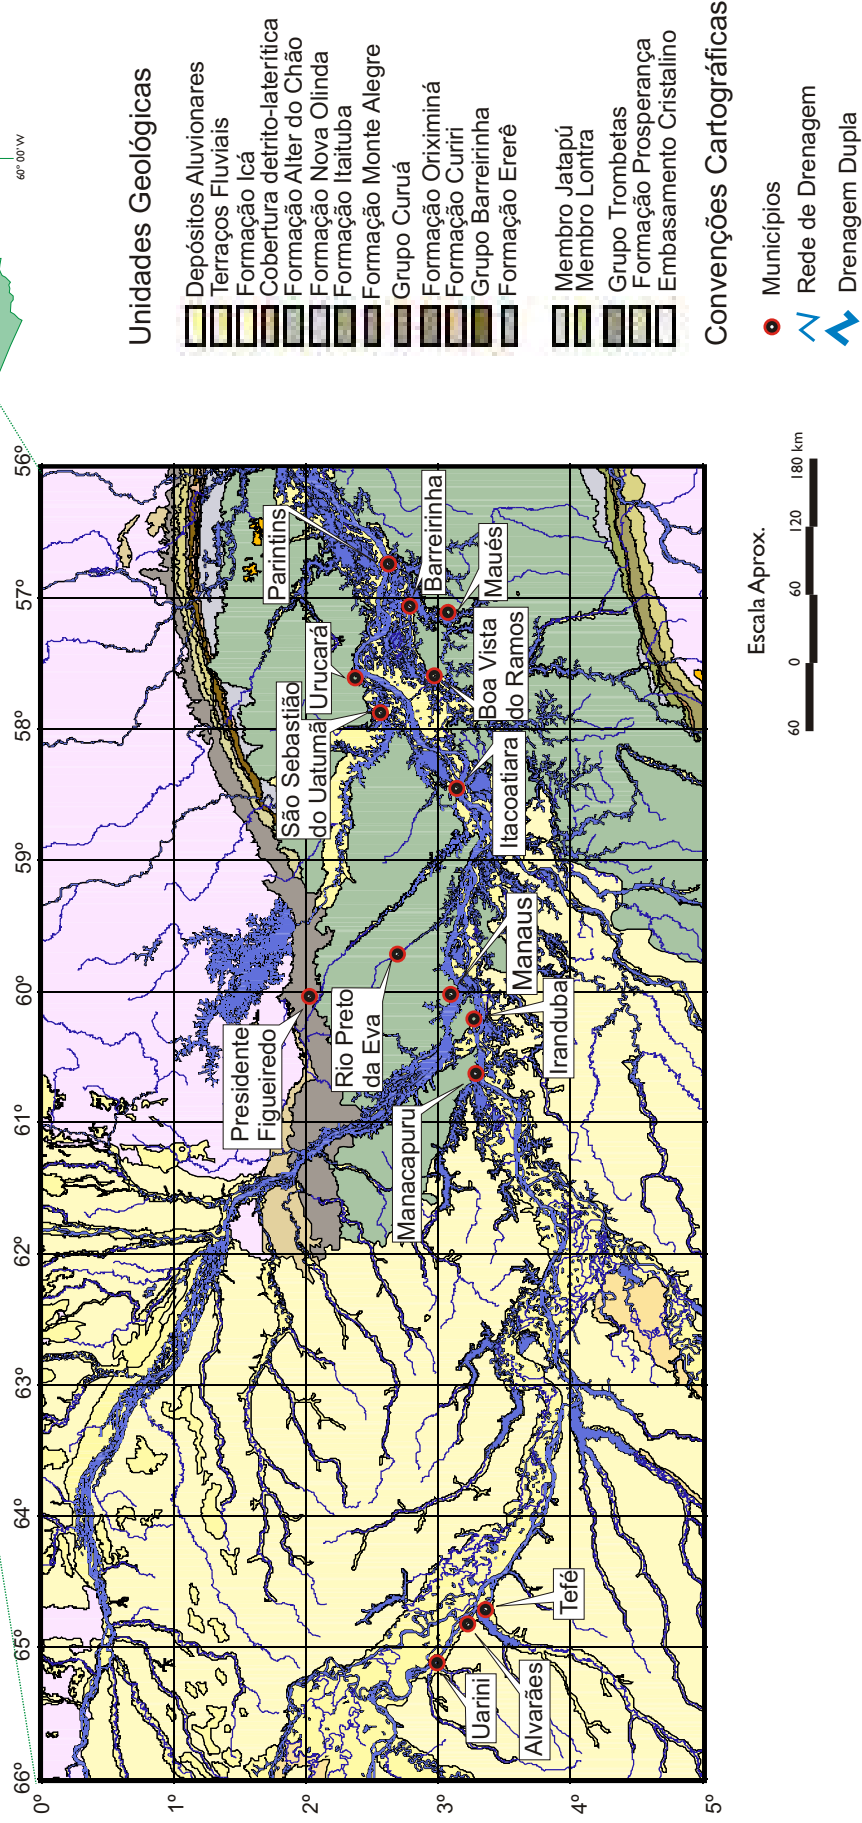 60° 00' W
66°
65°
64°
63°
62°
61°
60°
59°
58°
57°
56°
0°
1°
2°
3°
4°
5°
Uarini
Alvarães
Tefé
Manacapuru
Presidente
Figueiredo
Rio Preto
da Eva
Iranduba
Manaus
Itacoatiara
São Sebastião
do Uatumã
Urucará
Boa Vista
do Ramos
Parintins
Barreirinha
Maués
Escala Aprox.
60 0 60 120 180 km
Unidades Geológicas
Depósitos Aluvionares
Terraços Fluviais
Formação Içá
Cobertura detrito-laterítica
Formação Alter do Chão
Formação Nova Olinda
Formação Itaituba
Formação Monte Alegre
Grupo Curuá
Formação Oriximiná
Formação Curiri
Grupo Barreirinha
Formação Ererê
Membro Jatapú
Membro Lontra
Grupo Trombetas
Formação Prosperança
Embasamento Cristalino
Convenções Cartográficas
Municípios
Rede de Drenagem
Drenagem Dupla